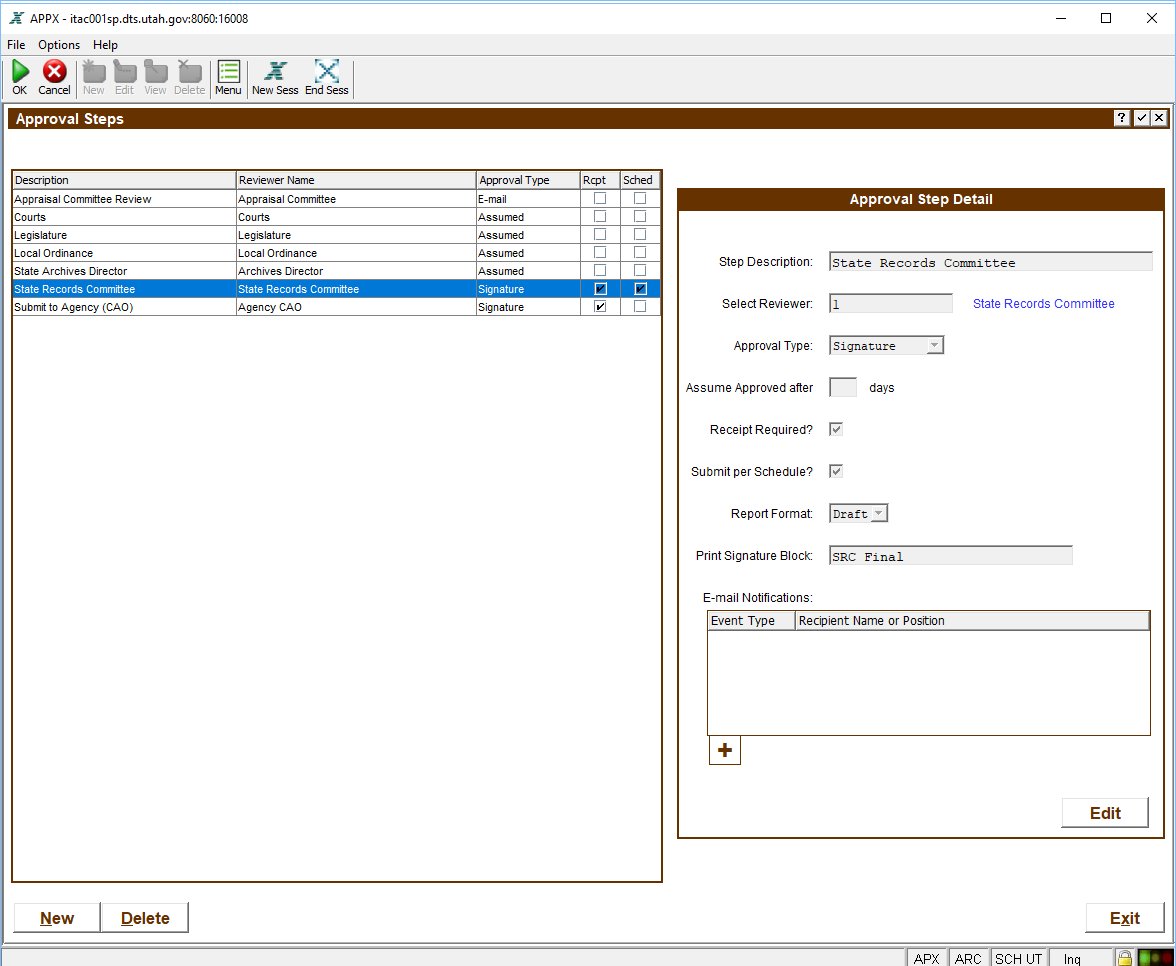 APPX - itac001sp.dts.utah.gov:8060:16008
File Options Help
OK Cancel New Edit View Delete Menu New Sess End Sess
Approval Steps
Description Reviewer Name Approval Type Rcpt Sched
Appraisal Committee Review Appraisal Committee E-mail
Courts Courts Assumed
Legislature Legislature Assumed
Local Ordinance Local Ordinance Assumed
State Archives Director Archives Director Assumed
State Records Committee State Records Committee Signature
Submit to Agency (CAO) Agency CAO Signature
Approval Step Detail
Step Description: State Records Committee
Select Reviewer: 1 State Records Committee
Approval Type: Signature
Assume Approved after days
Receipt Required?
Submit per Schedule?
Report Format: Draft
Print Signature Block: SRC Final
E-mail Notifications:
Event Type Recipient Name or Position
+
Edit
New Delete Exit
APX ARC SCH UT Inq